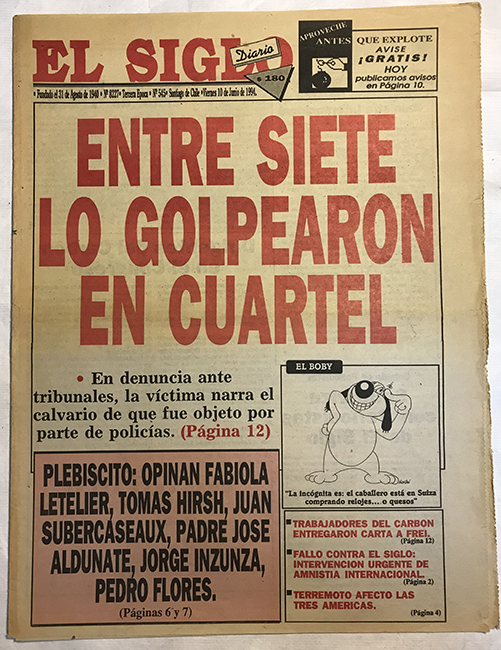 EL SIGLO
Diario
$ 180
APROVECHE
ANTES
QUE EXPLOTE
AVISE
¡GRATIS!
HOY
publicamos avisos
en Página 10.
• Fundado el 31 de Agosto de 1940 • Nº 8227• Tercera Epoca • Nº 545• Santiago de Chile •Viernes 10 de Junio de 1994.
ENTRE SIETE
LO GOLPEARON
EN CUARTEL
• En denuncia ante
tribunales, la víctima narra el
calvario de que fue objeto por
parte de policías. (Página 12)
EL BOBY
"La incógnita es: el caballero está en Suiza
comprando relojes....o quesos"
PLEBISCITO: OPINAN FABIOLA
LETELIER, TOMAS HIRSH, JUAN
SUBERCASEAUX, PADRE JOSE
ALDUNATE, JORGE INZUNZA,
PEDRO FLORES.
(Páginas 6 y 7)
TRABAJADORES DEL CARBON
ENTREGARON CARTA A FREI.
(Página 12)
FALLO CONTRA EL SIGLO:
INTERVENCION URGENTE DE
AMNISTIA INTERNACIONAL.
(Página 2)
TERREMOTO AFECTO LAS
TRES AMERICAS.
(Página 4)